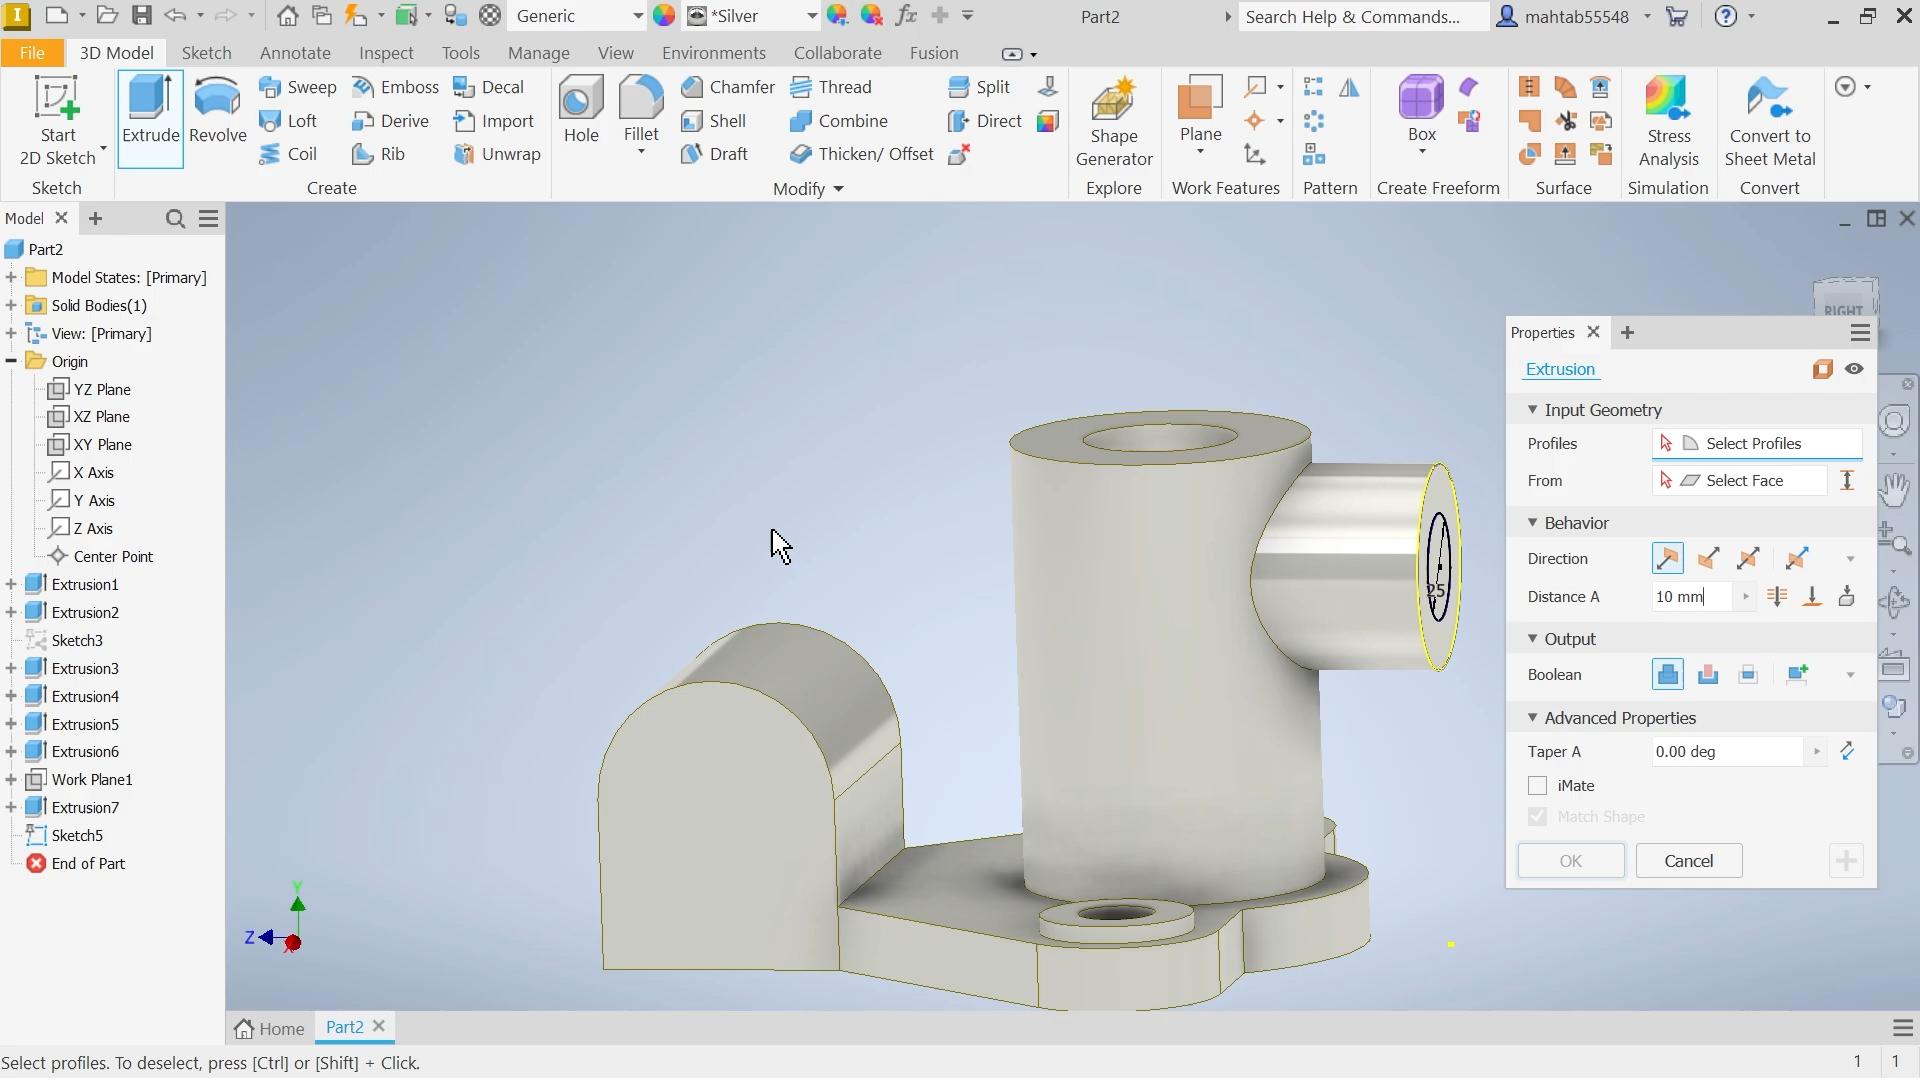 Generic
*Silver
Part2
Search Help & Commands...
mahtab55548
File
3D Model
Sketch
Annotate
Inspect
Tools
Manage
View
Environments
Collaborate
Fusion
Start
2D Sketch
Extrude
Revolve
Sweep
Emboss
Decal
Loft
Derive
Import
Coil
Rib
Unwrap
Hole
Fillet
Chamfer
Thread
Split
Shell
Combine
Direct
Draft
Thicken/ Offset
Shape
Generator
Plane
Box
Stress
Analysis
Convert to
Sheet Metal
Sketch
Create
Modify
Explore
Work Features
Pattern
Create Freeform
Surface
Simulation
Convert
Model
Part2
Model States: [Primary]
Solid Bodies(1)
View: [Primary]
Origin
YZ Plane
XZ Plane
XY Plane
X Axis
Y Axis
Z Axis
Center Point
Extrusion1
Extrusion2
Sketch3
Extrusion3
Extrusion4
Extrusion5
Extrusion6
Work Plane1
Extrusion7
Sketch5
End of Part
RIGHT
25
Y
Z
X
Properties
Extrusion
Input Geometry
Profiles
Select Profiles
From
Select Face
Behavior
Direction
Distance A
10 mm
Output
Boolean
Advanced Properties
Taper A
0.00 deg
iMate
Match Shape
OK
Cancel
Home
Part2
Select profiles. To deselect, press [Ctrl] or [Shift] + Click.
1
1